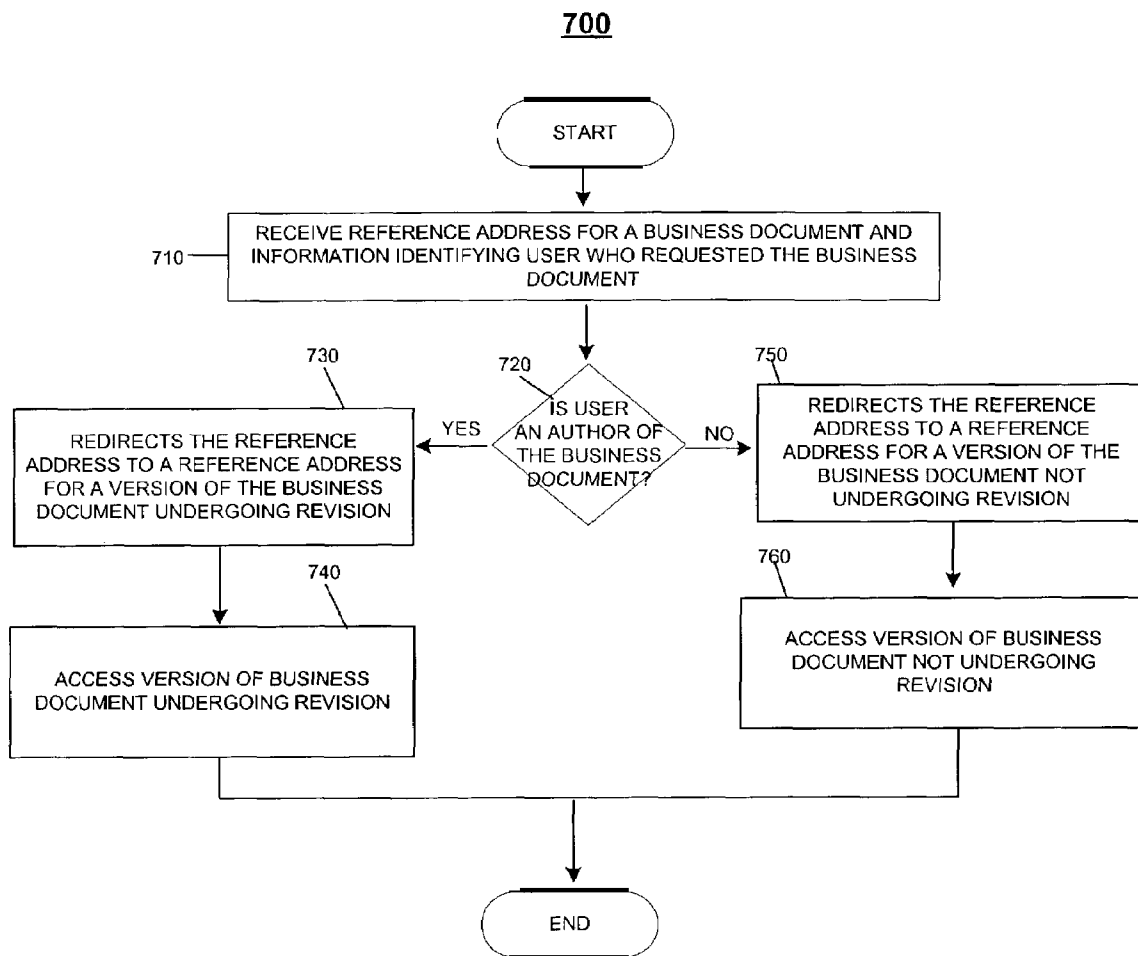 700
START
710
RECEIVE REFERENCE ADDRESS FOR A BUSINESS DOCUMENT AND
INFORMATION IDENTIFYING USER WHO REQUESTED THE BUSINESS
DOCUMENT
720
IS USER
AN AUTHOR OF
THE BUSINESS
DOCUMENT?
YES
NO
730
REDIRECTS THE REFERENCE
ADDRESS TO A REFERENCE ADDRESS
FOR A VERSION OF THE BUSINESS
DOCUMENT UNDERGOING REVISION
750
REDIRECTS THE REFERENCE
ADDRESS TO A REFERENCE
ADDRESS FOR A VERSION OF THE
BUSINESS DOCUMENT NOT
UNDERGOING REVISION
740
ACCESS VERSION OF BUSINESS
DOCUMENT UNDERGOING REVISION
760
ACCESS VERSION OF BUSINESS
DOCUMENT NOT UNDERGOING
REVISION
END